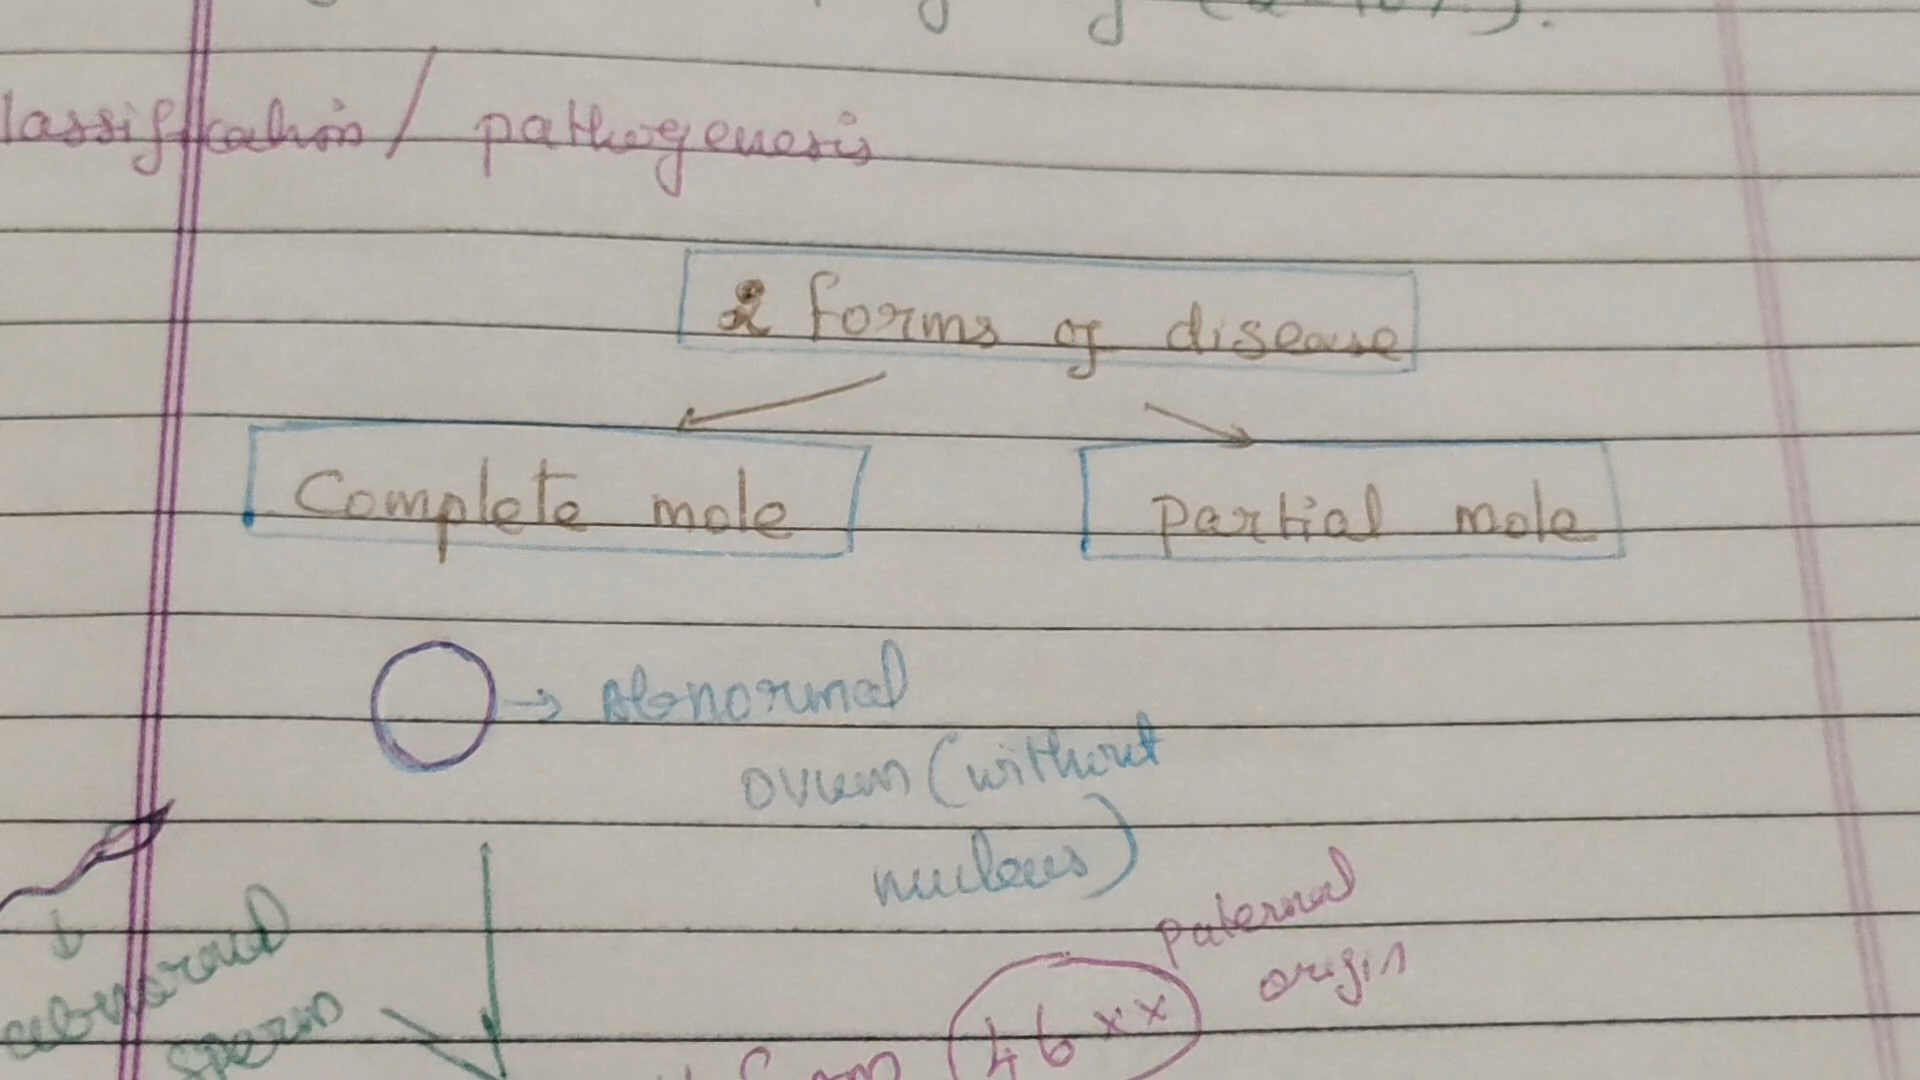 lassification / pathogenesis
2 forms of disease
Complete mole
partial mole
→ Abnormal
ovum (without
nucleus)
paternal
origin
abnormal
sperm
46 xx